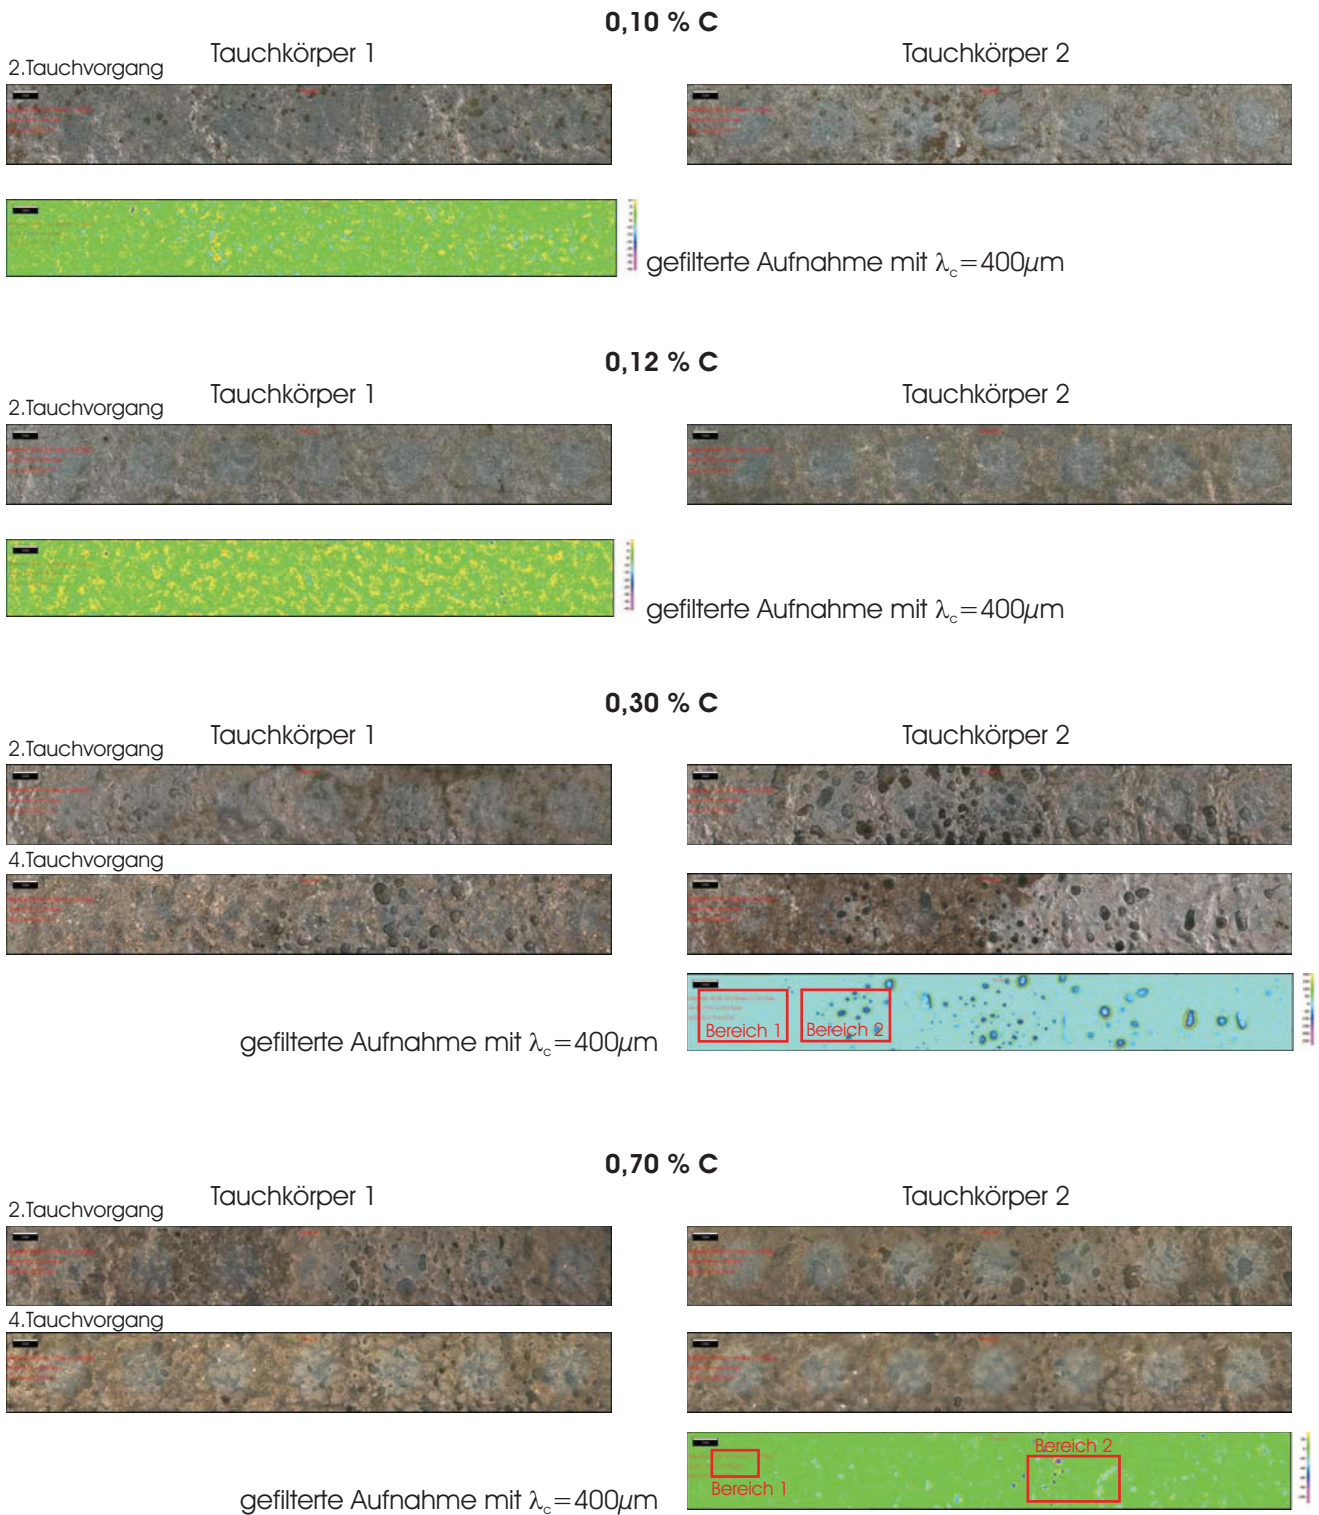 0,10 % C
Tauchkörper 1
Tauchkörper 2
2.Tauchvorgang
gefilterte Aufnahme mit λc=400µm
0,12 % C
Tauchkörper 1
Tauchkörper 2
2.Tauchvorgang
gefilterte Aufnahme mit λc=400µm
0,30 % C
Tauchkörper 1
Tauchkörper 2
2.Tauchvorgang
4.Tauchvorgang
Bereich 1
Bereich 2
gefilterte Aufnahme mit λc=400µm
0,70 % C
Tauchkörper 1
Tauchkörper 2
2.Tauchvorgang
4.Tauchvorgang
Bereich 2
Bereich 1
gefilterte Aufnahme mit λc=400µm